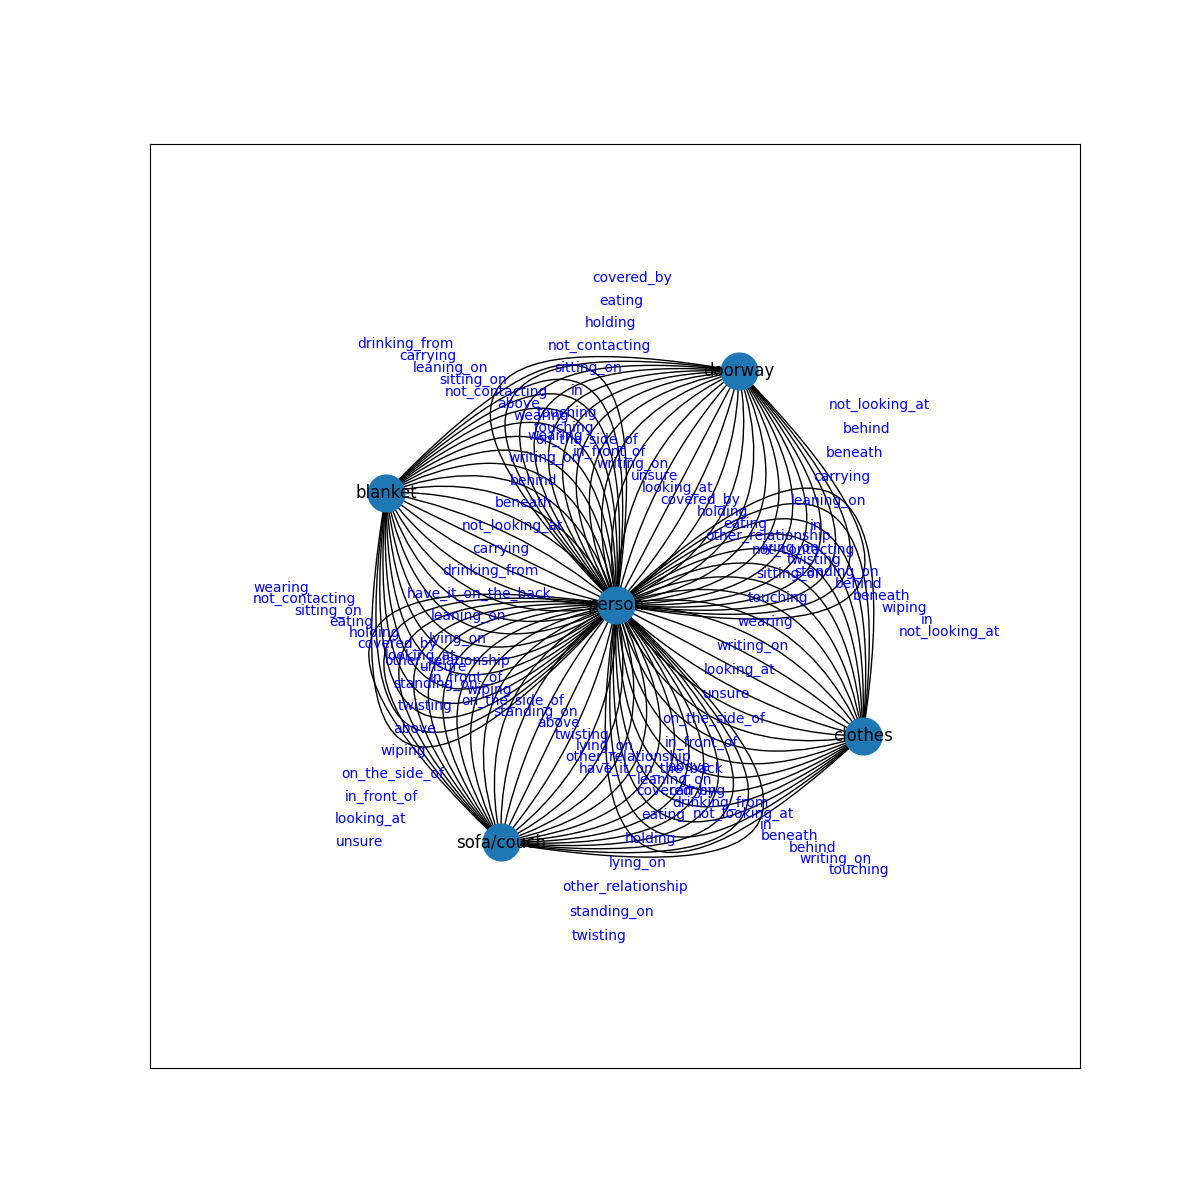 covered_by
eating
holding
drinking_from
not_contacting
carrying
leaning_on
sitting_on
doorway
sitting_on
not_contacting
in
above
not_looking_at
wearing
touching
touching
behind
wearing
on_the_side_of
in_front_of
beneath
writing_on
writing_on
unsure
carrying
behind
looking_at
blanket
beneath
covered_by
leaning_on
holding
not_looking_at
eating
in
other_relationship
carrying
lying_on
not_contacting
twisting
drinking_from
sitting_on
standing_on
behind
wearing
have_it_on_the_back
beneath
not_contacting
touching
person
wiping
sitting_on
leaning_on
eating
wearing
in
holding
lying_on
not_looking_at
covered_by
writing_on
looking_at
other_relationship
unsure
looking_at
in_front_of
standing_on
wiping
unsure
on_the_side_of
twisting
standing_on
on_the_side_of
above
above
twisting
clothes
wiping
lying_on
in_front_of
other_relationship
on_the_side_of
have_it_on_the_back
above
leaning_on
in_front_of
covered_by
carrying
drinking_from
looking_at
eating
not_looking_at
in
unsure
sofa/couch
holding
beneath
behind
lying_on
writing_on
touching
other_relationship
standing_on
twisting